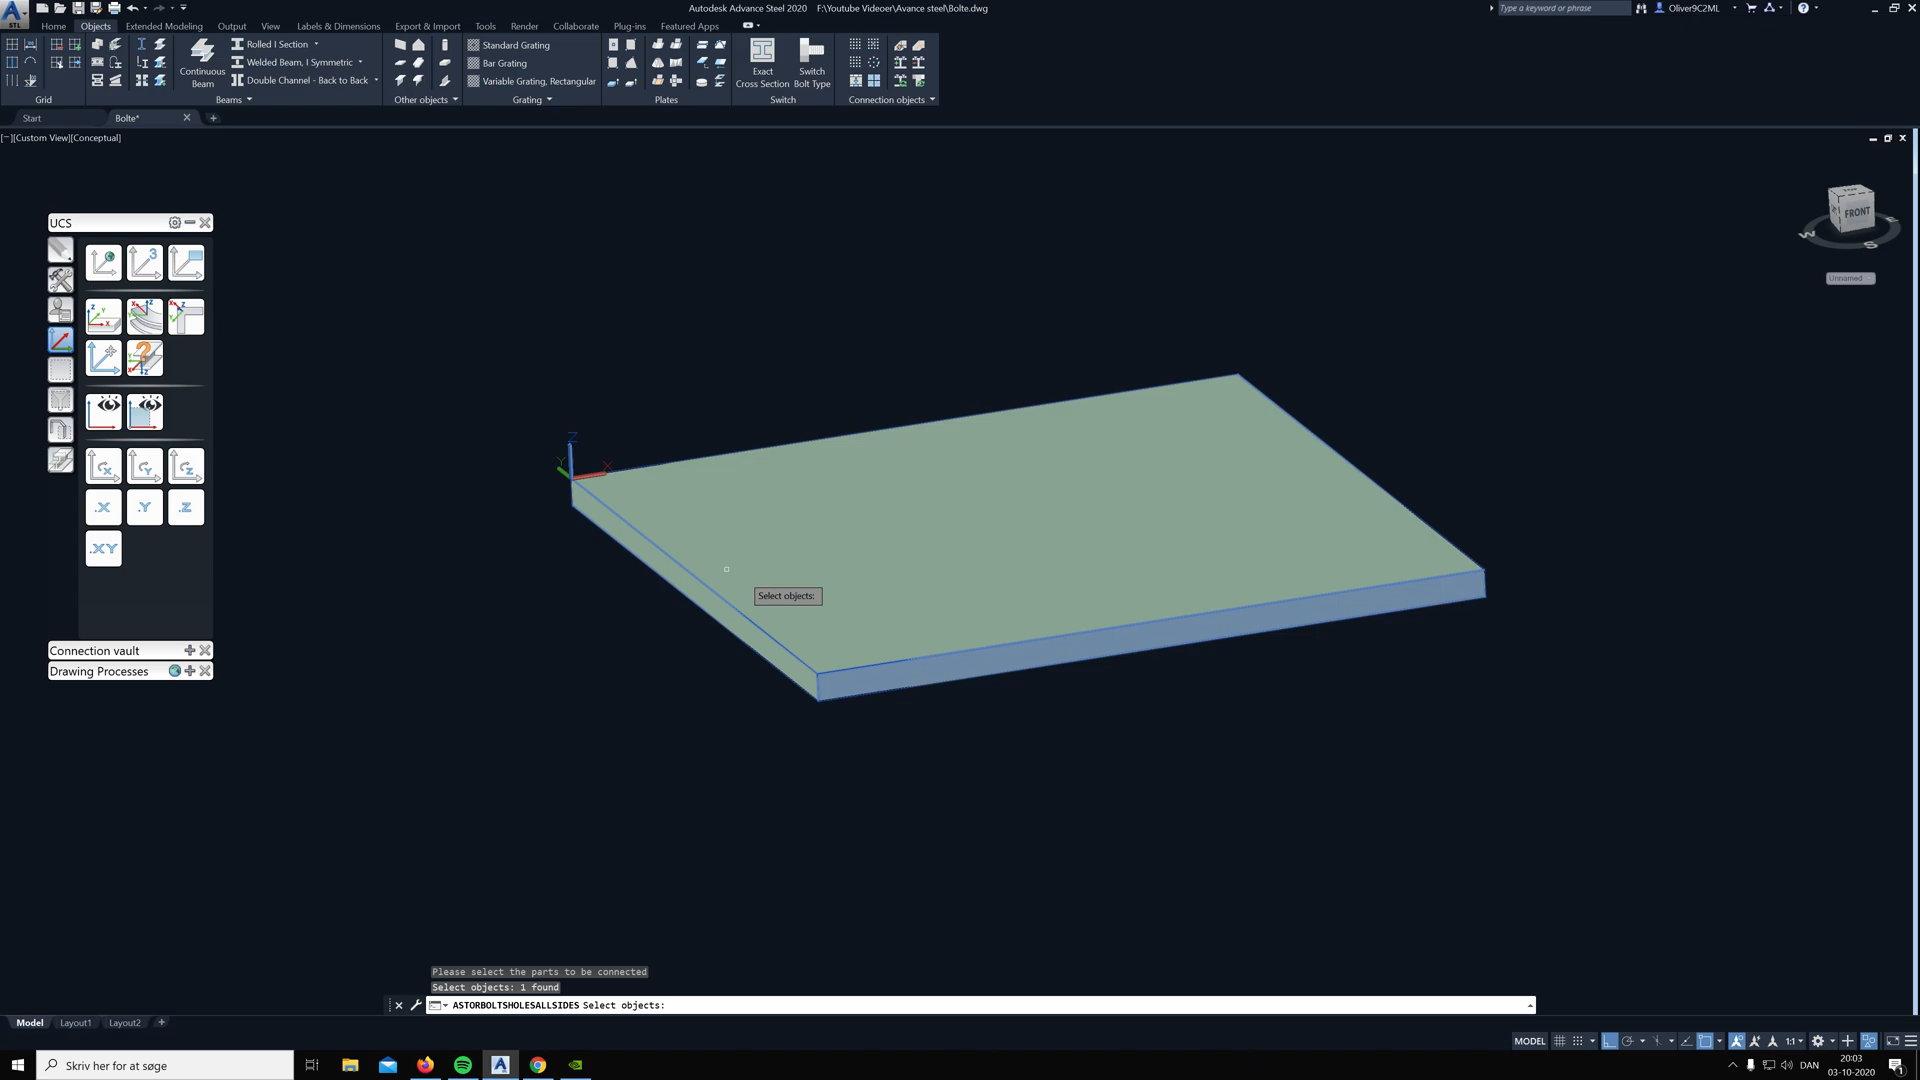 Autodesk Advance Steel 2020 F:\Youtube Videoer\Avance steel\Bolte.dwg
Type a keyword or phrase
Oliver9C2ML
STL
Home
Objects
Extended Modeling
Output
View
Labels & Dimensions
Export & Import
Tools
Render
Collaborate
Plug-ins
Featured Apps
Continuous
Beam
Rolled I Section
Welded Beam, I Symmetric
Double Channel - Back to Back
Standard Grating
Bar Grating
Variable Grating, Rectangular
Exact
Cross Section
Switch
Bolt Type
Grid
Beams
Other objects
Grating
Plates
Switch
Connection objects
Start
Bolte*
[−][Custom View][Conceptual]
FRONT
W
S
Unnamed
UCS
3
X
Y
Z
.X
.Y
.Z
.XY
Connection vault
Drawing Processes
Z
Y
X
Select objects:
Please select the parts to be connected
Select objects: 1 found
ASTORBOLTSHOLESALLSIDES Select objects:
Model
Layout1
Layout2
MODEL
1:1
Skriv her for at søge
DAN
20:03
03-10-2020